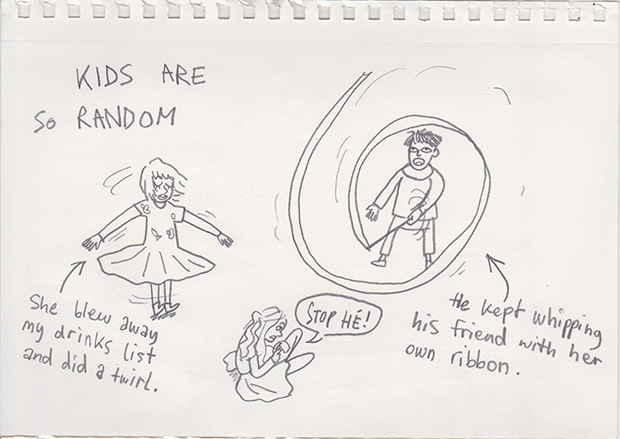 KIDS ARE
SO RANDOM
She blew away
my drinks list
and did a twirl.
STOP HÉ!
He kept whipping
his friend with her
own ribbon.